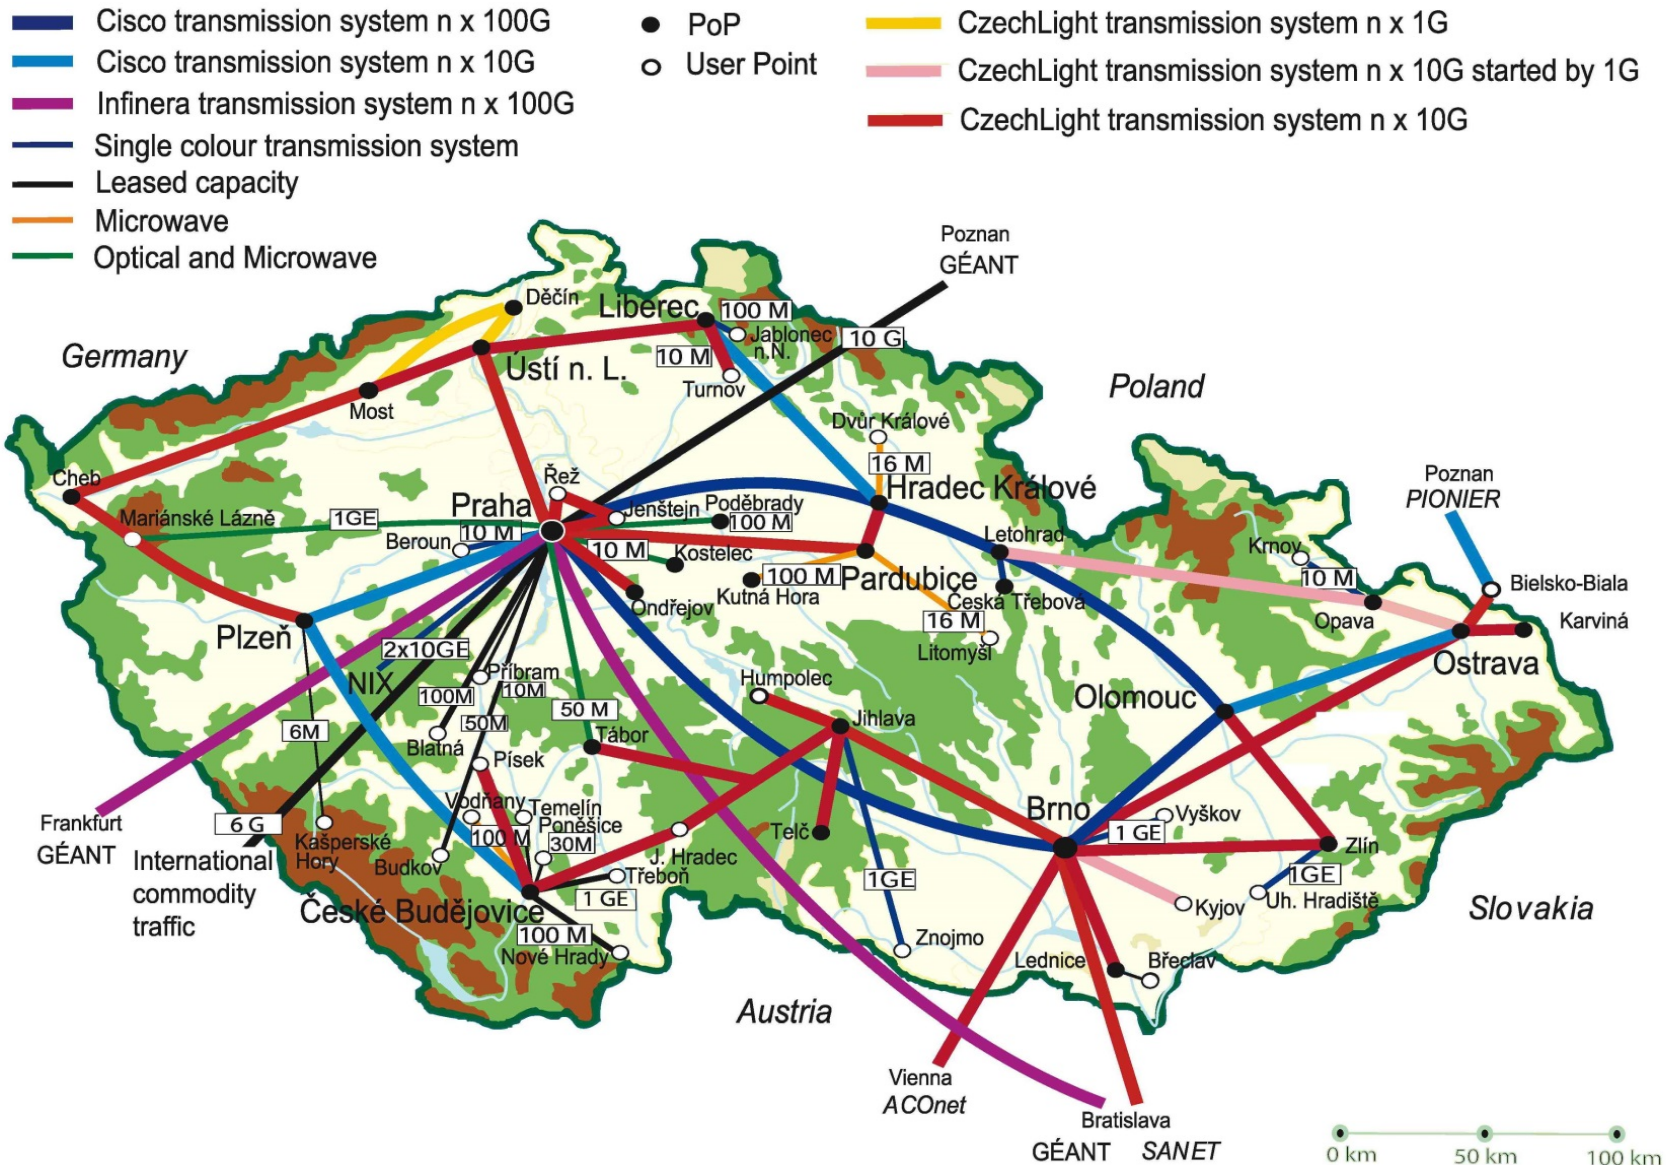 Cisco transmission system n x 100G
Cisco transmission system n x 10G
Infinera transmission system n x 100G
Single colour transmission system
Leased capacity
Microwave
Optical and Microwave
PoP
User Point
CzechLight transmission system n x 1G
CzechLight transmission system n x 10G started by 1G
CzechLight transmission system n x 10G
Poznan
GÉANT
Děčín
Liberec
100 M
Jablonec
n.N.
10 G
Germany
Ústí n. L.
10 M
Turnov
Poland
Most
Dvůr Králové
16 M
Poznan
PIONIER
Cheb
Řež
Praha
Hradec Králové
Mariánské Lázně
1GE
10 M
Beroun
Jenštejn
Poděbrady
100 M
Letohrad
Krnov
10 M
Kostelec
10 M
Bielsko-Biala
100 M
Pardubice
Kutná Hora
Ondřejov
Česká Třebová
Opava
Karviná
16 M
Litomyšl
Plzeň
2x10GE
NIX
Příbram
10M
100M
Humpolec
Olomouc
Ostrava
50 M
50M
6M
Blatná
Tábor
Jihlava
Písek
Vodňany
Temelín
Poněšice
30M
100 M
Brno
Vyškov
1 GE
Telč
Frankfurt
GÉANT
6 G
International
commodity
traffic
Kašperské
Hory
Budkov
J. Hradec
Třeboň
1 GE
1GE
Zlín
1GE
Uh. Hradiště
Kyjov
České Budějovice
100 M
Nové Hrady
Znojmo
Slovakia
Lednice
Břeclav
Austria
Vienna
ACOnet
Bratislava
GÉANT SANET
0 km
50 km
100 km